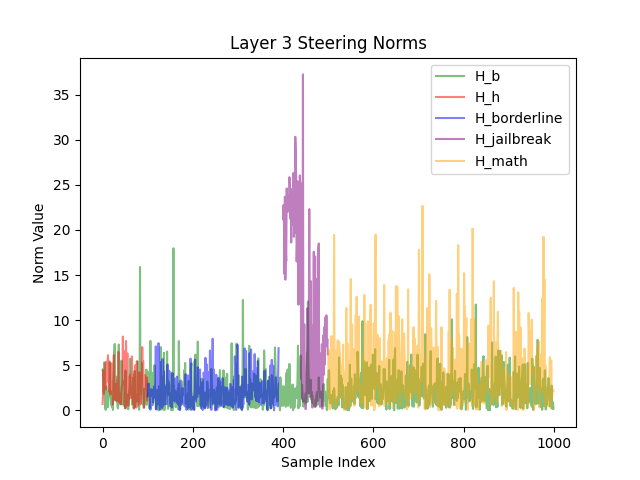 Layer 3 Steering Norms
H_b
H_h
H_borderline
H_jailbreak
H_math
Norm Value
35
30
25
20
15
10
5
0
0 200 400 600 800 1000
Sample Index